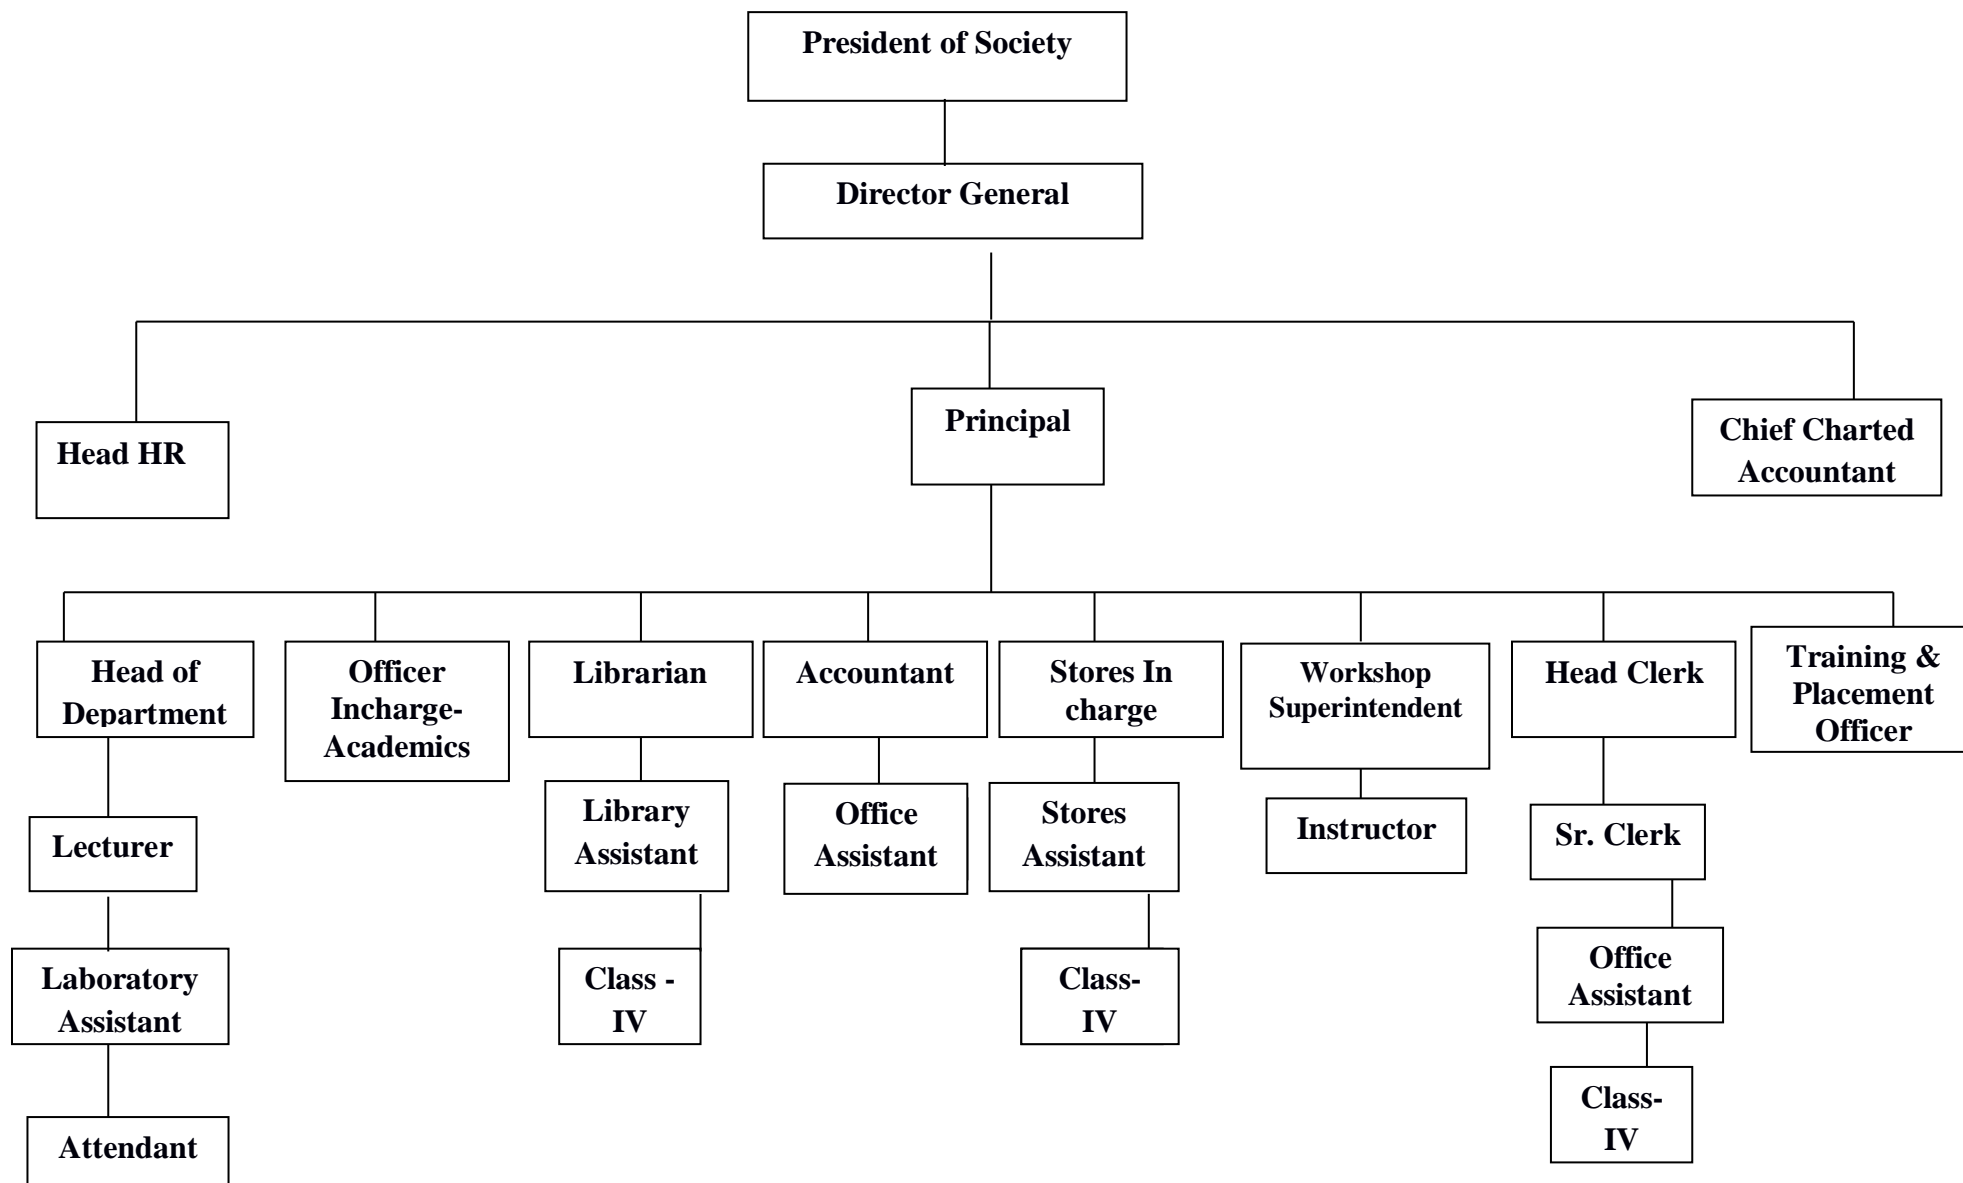 President of Society
Director General
Head HR
Principal
Chief Charted
Accountant
Head of
Department
Officer
Incharge-
Academics
Librarian
Accountant
Stores In
charge
Workshop
Superintendent
Head Clerk
Training &
Placement
Officer
Lecturer
Library
Assistant
Office
Assistant
Stores
Assistant
Instructor
Sr. Clerk
Laboratory
Assistant
Class -
IV
Class-
IV
Office
Assistant
Attendant
Class-
IV